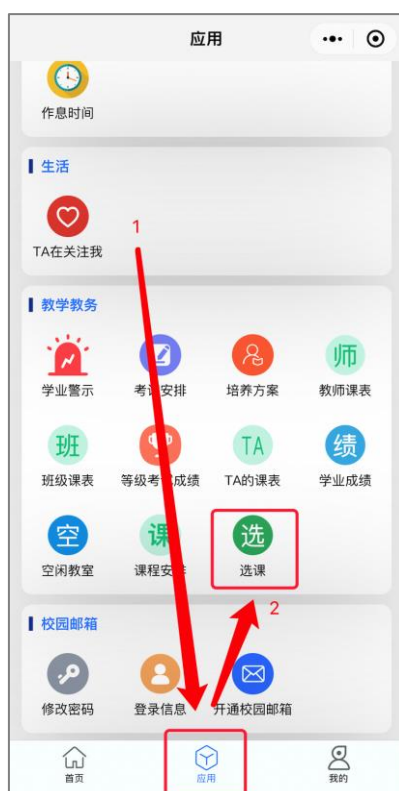 应用
作息时间
生活
TA在关注我
1
教学教务
学业警示
考试安排
培养方案
师
教师课表
班
班级课表
等级考试成绩
TA
TA的课表
绩
学业成绩
空
空闲教室
课
课程安排
选
选课
2
校园邮箱
修改密码
登录信息
开通校园邮箱
首页
应用
我的